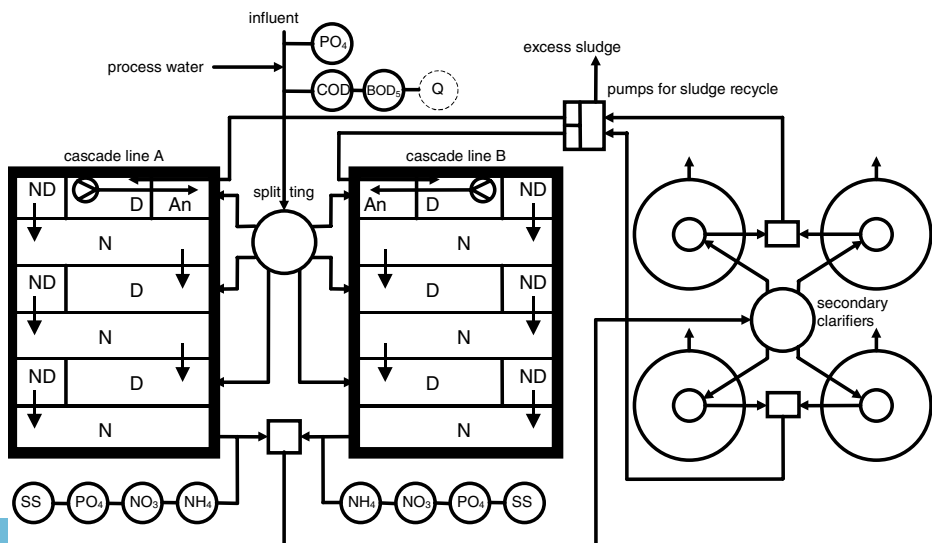 influent
PO₄
process water
COD
BOD₅
Q
excess sludge
pumps for sludge recycle
cascade line A
ND
D
An
N
ND
D
N
ND
D
N
splitting
cascade line B
An
D
ND
N
D
ND
N
D
ND
N
secondary
clarifiers
SS
PO₄
NO₃
NH₄
NH₄
NO₃
PO₄
SS